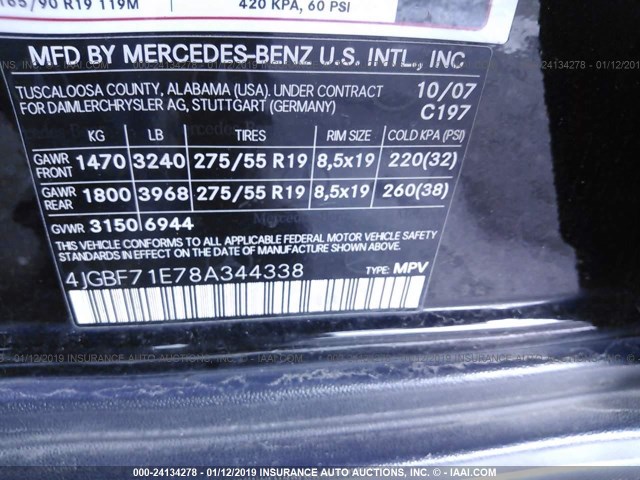 165/90 R19 119M 420 KPA, 60 PSI
MFD BY MERCEDES-BENZ U.S. INTL., INC
TUSCALOOSA COUNTY, ALABAMA (USA). UNDER CONTRACT 10/07
FOR DAIMLERCHRYSLER AG, STUTTGART (GERMANY) C197
KG LB TIRES RIM SIZE COLD KPA (PSI)
GAWR FRONT 1470 3240 275/55 R19 8,5x19 220(32)
GAWR REAR 1800 3968 275/55 R19 8,5x19 260(38)
GVWR 3150 6944
THIS VEHICLE CONFORMS TO ALL APPLICABLE FEDERAL MOTOR VEHICLE SAFETY
STANDARDS IN EFFECT ON THE DATE OF MANUFACTURE SHOWN ABOVE.
4JGBF71E78A344338 TYPE: MPV
000-24134278 - 01/12/2019 - INSURANCE AUTO AUCTIONS, INC. - © IAAI.COM